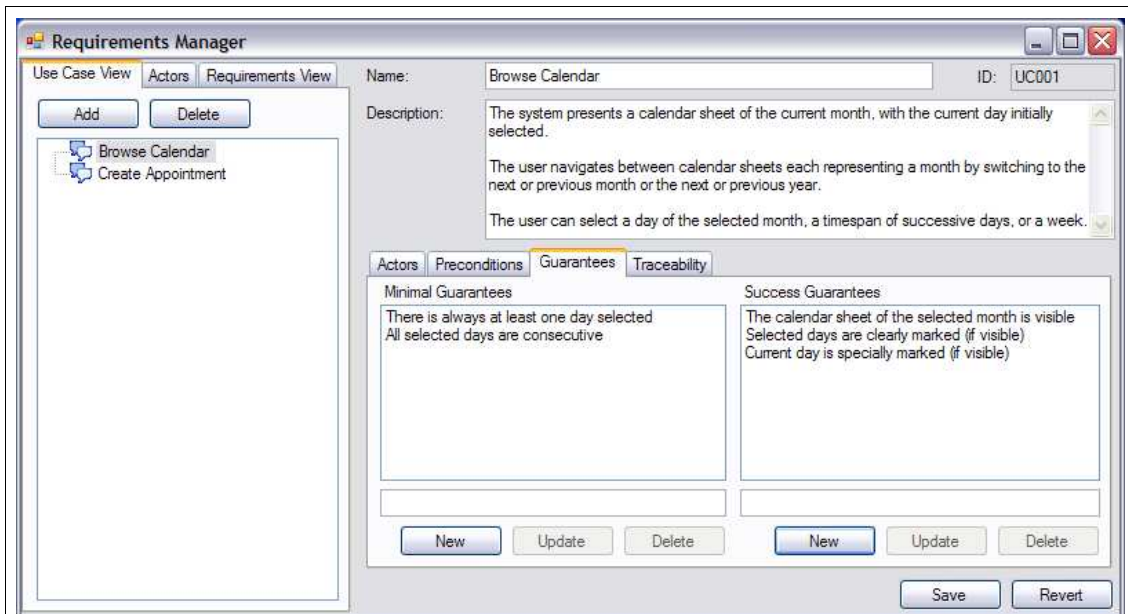 Requirements Manager
Use Case View Actors Requirements View
Add Delete
Browse Calendar
Create Appointment
Name: Browse Calendar ID: UC001
Description: The system presents a calendar sheet of the current month, with the current day initially
selected.
The user navigates between calendar sheets each representing a month by switching to the
next or previous month or the next or previous year.
The user can select a day of the selected month, a timespan of successive days, or a week.
Actors Preconditions Guarantees Traceability
Minimal Guarantees
There is always at least one day selected
All selected days are consecutive
New Update Delete
Success Guarantees
The calendar sheet of the selected month is visible
Selected days are clearly marked (if visible)
Current day is specially marked (if visible)
New Update Delete
Save Revert